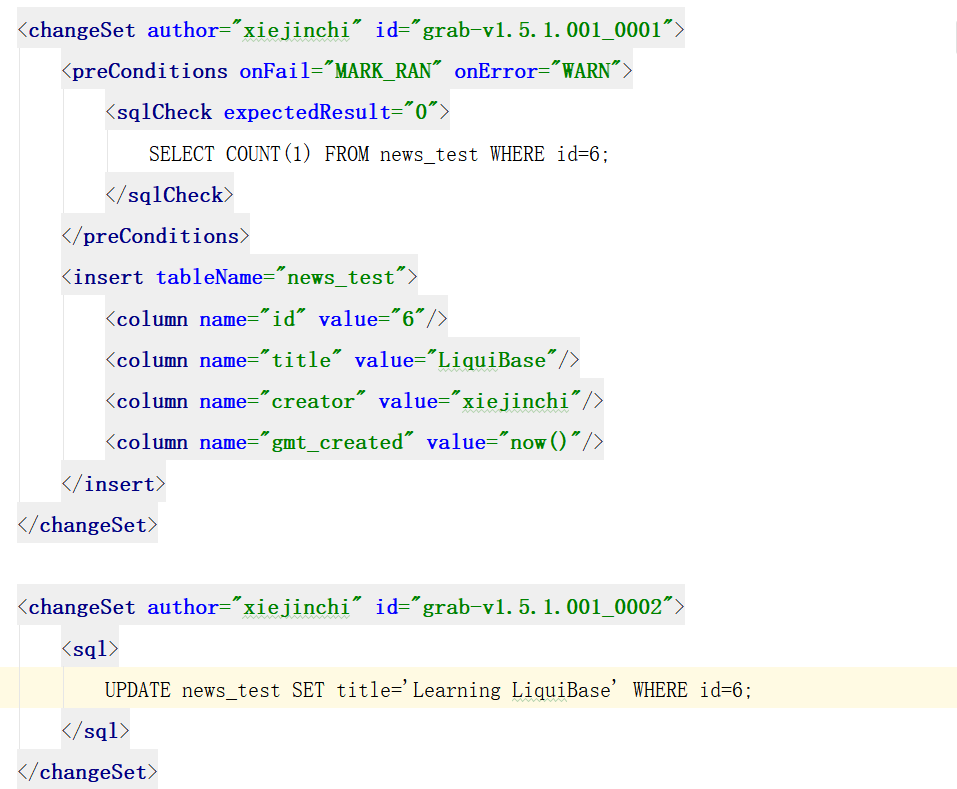 <changeSet author="xiejinchi" id="grab-v1.5.1.001_0001">
<preConditions onFail="MARK_RAN" onError="WARN">
<sqlCheck expectedResult="0">
SELECT COUNT(1) FROM news_test WHERE id=6;
</sqlCheck>
</preConditions>
<insert tableName="news_test">
<column name="id" value="6"/>
<column name="title" value="LiquiBase"/>
<column name="creator" value="xiejinchi"/>
<column name="gmt_created" value="now()"/>
</insert>
</changeSet>
<changeSet author="xiejinchi" id="grab-v1.5.1.001_0002">
<sql>
UPDATE news_test SET title='Learning LiquiBase' WHERE id=6;
</sql>
</changeSet>